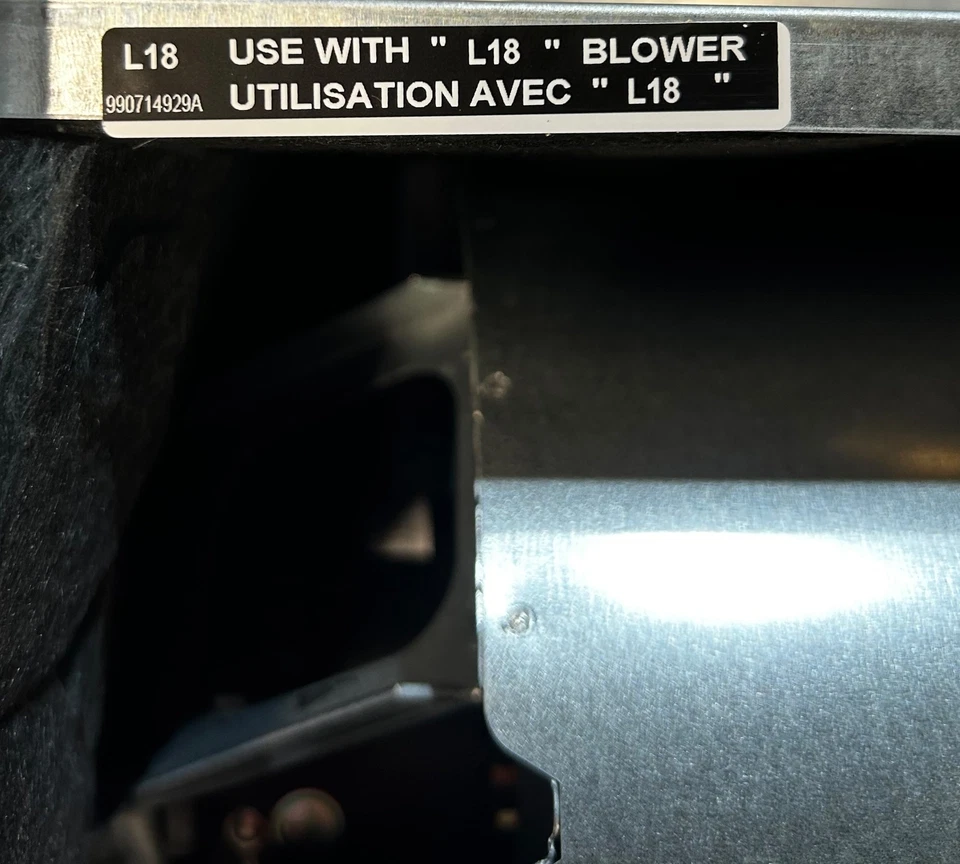 L18 USE WITH " L18 " BLOWER
990714929A UTILISATION AVEC " L18 "